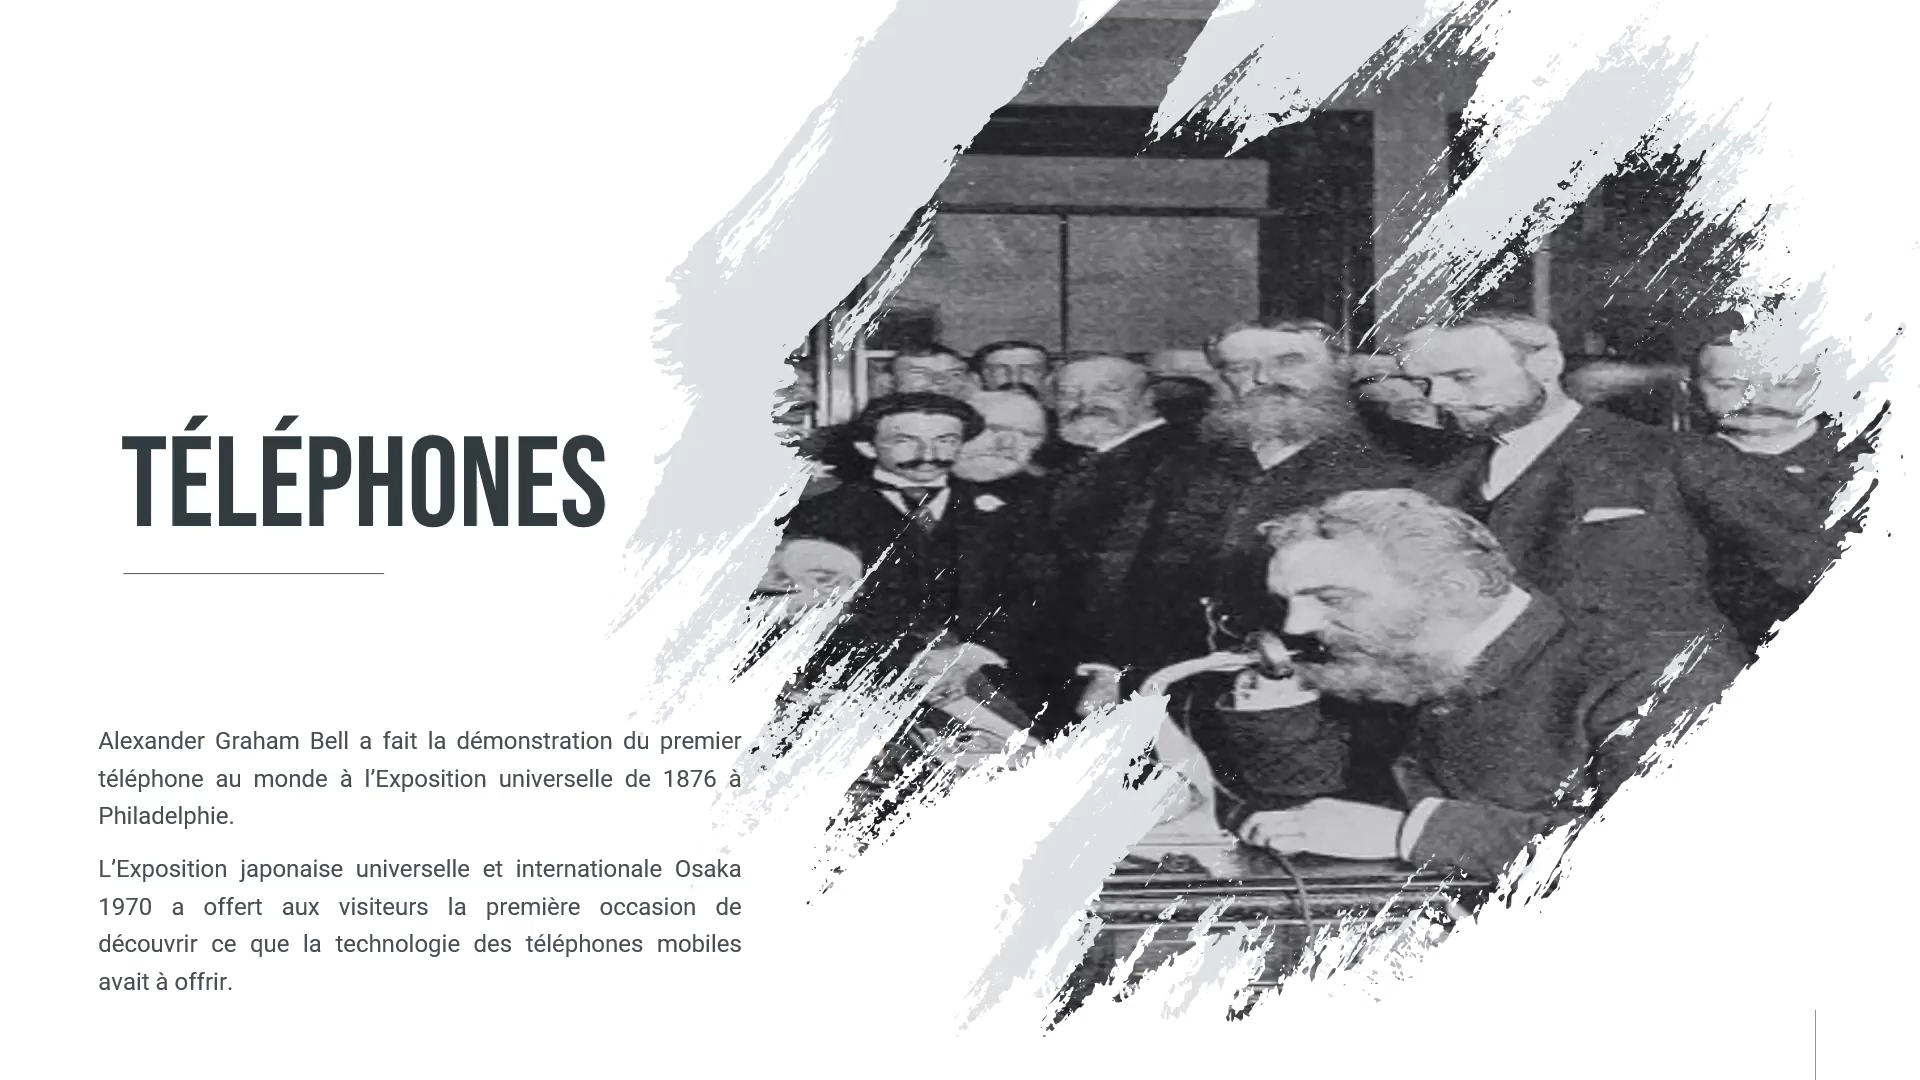 TÉLÉPHONES
Alexander Graham Bell a fait la démonstration du premier
téléphone au monde à l’Exposition universelle de 1876 à
Philadelphie.
L’Exposition japonaise universelle et internationale Osaka
1970 a offert aux visiteurs la première occasion de
découvrir ce que la technologie des téléphones mobiles
avait à offrir.